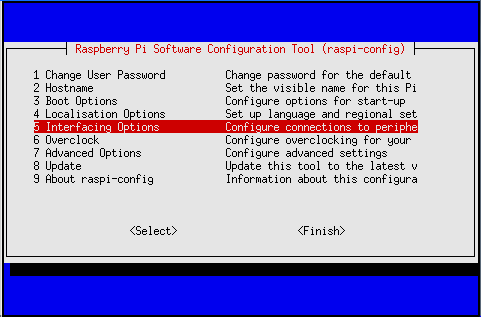 Raspberry Pi Software Configuration Tool (raspi-config)
1 Change User Password Change password for the default
2 Hostname Set the visible name for this Pi
3 Boot Options Configure options for start-up
4 Localisation Options Set up language and regional set
5 Interfacing Options Configure connections to periphe
6 Overclock Configure overclocking for your
7 Advanced Options Configure advanced settings
8 Update Update this tool to the latest v
9 About raspi-config Information about this configura
<Select> <Finish>